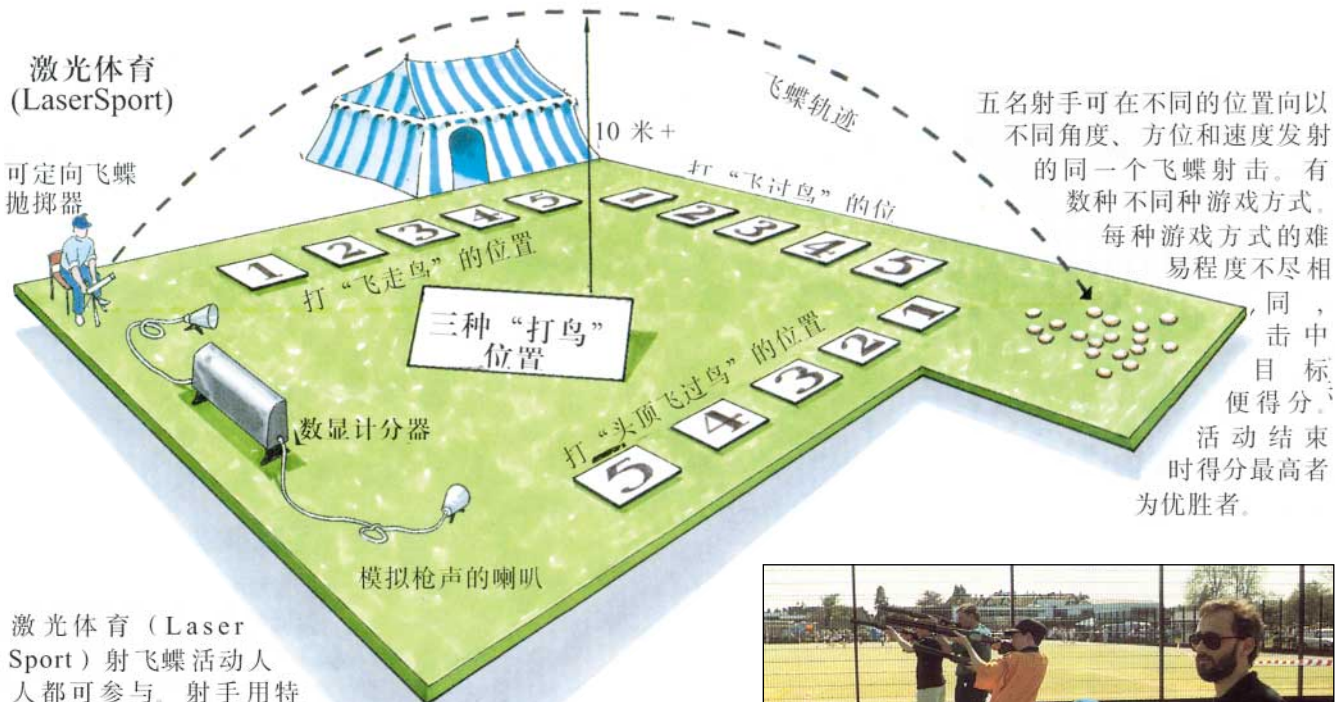 激光体育
(LaserSport)
可定向飞蝶
抛掷器
飞蝶轨迹
10 米+
五名射手可在不同的位置向以
不同角度、方位和速度发射
的同一个飞蝶射击。有
数种不同种游戏方式。
每种游戏方式的难
易程度不尽相
同，
击中
目标
便得分。
活动结束
时得分最高者
为优胜者。
打“飞过鸟”的位
1 2 3 4 5
1 2 3 4 5
打“飞走鸟”的位置
三种“打鸟”
位置
打“头顶飞过鸟”的位置
1
2
3
4
5
数显计分器
模拟枪声的喇叭
激光体育（Laser
Sport）射飞蝶活动人
人都可参与。射手用特